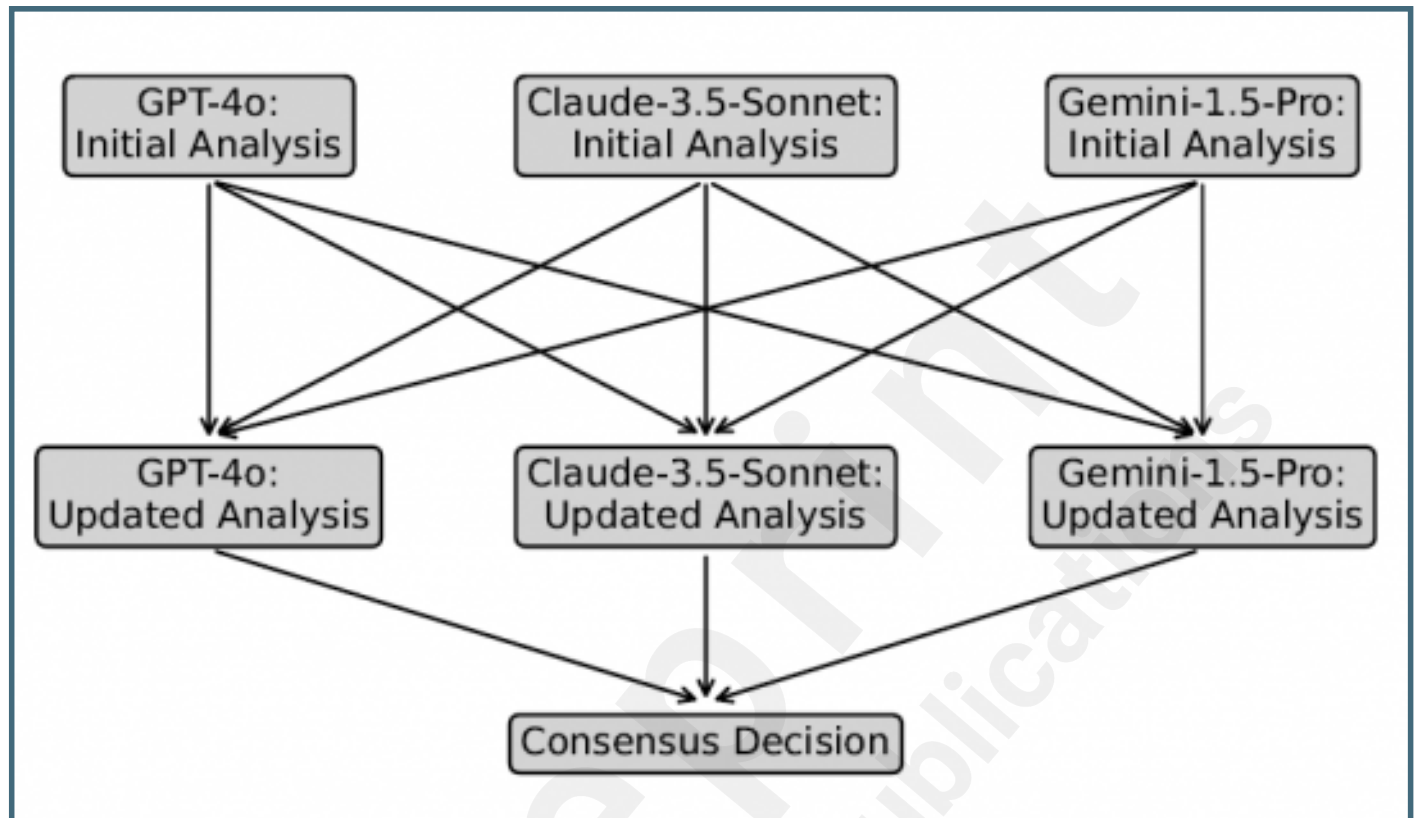 GPT-4o:
Initial Analysis
Claude-3.5-Sonnet:
Initial Analysis
Gemini-1.5-Pro:
Initial Analysis
GPT-4o:
Updated Analysis
Claude-3.5-Sonnet:
Updated Analysis
Gemini-1.5-Pro:
Updated Analysis
Consensus Decision